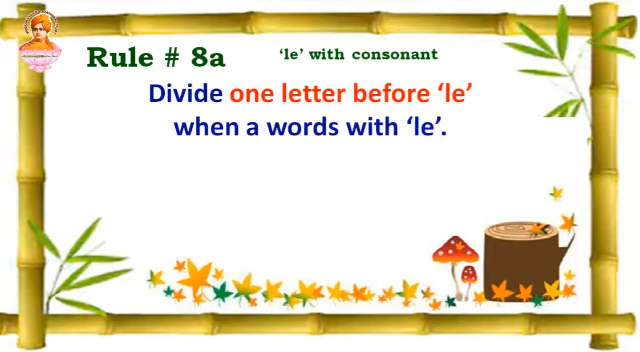 Rule # 8a
‘le’ with consonant
Divide one letter before ‘le’
when a words with ‘le’.